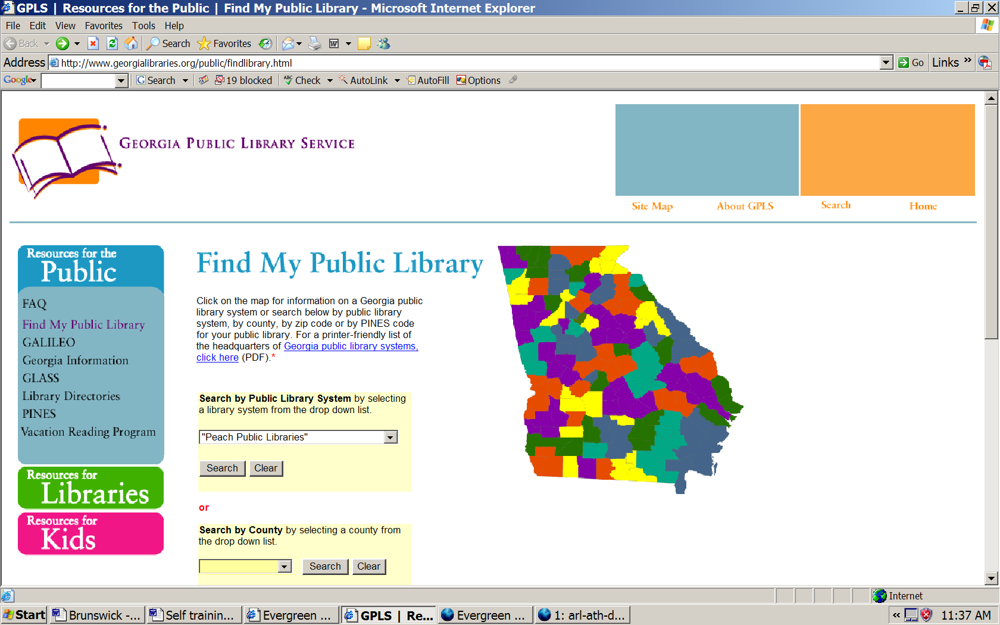 GPLS | Resources for the Public | Find My Public Library - Microsoft Internet Explorer
File Edit View Favorites Tools Help
Back Search Favorites
Address http://www.georgialibraries.org/public/findlibrary.html Go Links »
Google Search 19 blocked Check AutoLink AutoFill Options
GEORGIA PUBLIC LIBRARY SERVICE
Site Map About GPLS Search Home
Resources for the
Public
FAQ
Find My Public Library
GALILEO
Georgia Information
GLASS
Library Directories
PINES
Vacation Reading Program
Resources for
Libraries
Resources for
Kids
Find My Public Library
Click on the map for information on a Georgia public
library system or search below by public library
system, by county, by zip code or by PINES code
for your public library. For a printer-friendly list of
the headquarters of Georgia public library systems,
click here (PDF).*
Search by Public Library System by selecting
a library system from the drop down list.
"Peach Public Libraries"
Search Clear
or
Search by County by selecting a county from
the drop down list.
Search Clear
Internet
Start Brunswick -... Self trainin... Evergreen ... GPLS | Re... Evergreen ... 1: arl-ath-d... « 11:37 AM